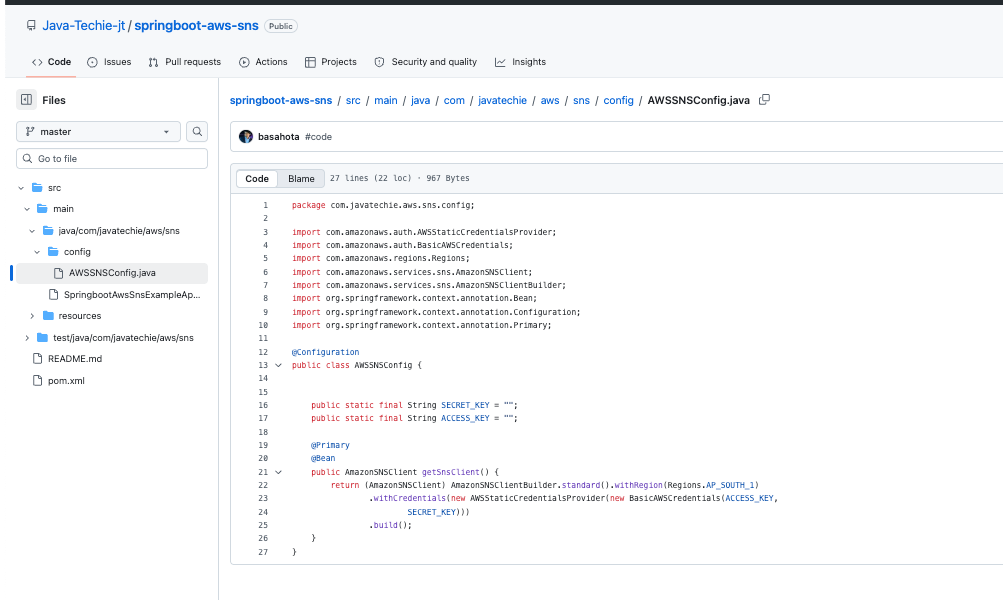 Java-Techie-jt / springboot-aws-sns Public
Code Issues Pull requests Actions Projects Security and quality Insights
Files
master
Go to file
src
main
java/com/javatechie/aws/sns
config
AWSSNSConfig.java
SpringbootAwsSnsExampleAp...
resources
test/java/com/javatechie/aws/sns
README.md
pom.xml
springboot-aws-sns / src / main / java / com / javatechie / aws / sns / config / AWSSNSConfig.java
basahota #code
Code Blame 27 lines (22 loc) · 967 Bytes
1 package com.javatechie.aws.sns.config;
2
3 import com.amazonaws.auth.AWSStaticCredentialsProvider;
4 import com.amazonaws.auth.BasicAWSCredentials;
5 import com.amazonaws.regions.Regions;
6 import com.amazonaws.services.sns.AmazonSNSClient;
7 import com.amazonaws.services.sns.AmazonSNSClientBuilder;
8 import org.springframework.context.annotation.Bean;
9 import org.springframework.context.annotation.Configuration;
10 import org.springframework.context.annotation.Primary;
11
12 @Configuration
13 public class AWSSNSConfig {
14
15
16 public static final String SECRET_KEY = "";
17 public static final String ACCESS_KEY = "";
18
19 @Primary
20 @Bean
21 public AmazonSNSClient getSnsClient() {
22 return (AmazonSNSClient) AmazonSNSClientBuilder.standard().withRegion(Regions.AP_SOUTH_1)
23 .withCredentials(new AWSStaticCredentialsProvider(new BasicAWSCredentials(ACCESS_KEY,
24 SECRET_KEY)))
25 .build();
26 }
27 }